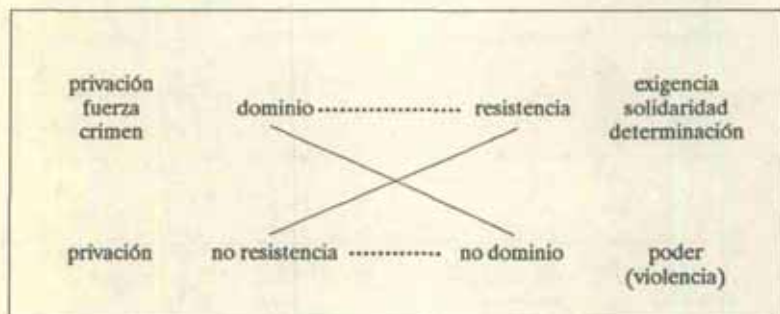 privación
fuerza
crimen
dominio resistencia
exigencia
solidaridad
determinación
privación no resistencia no dominio poder
(violencia)